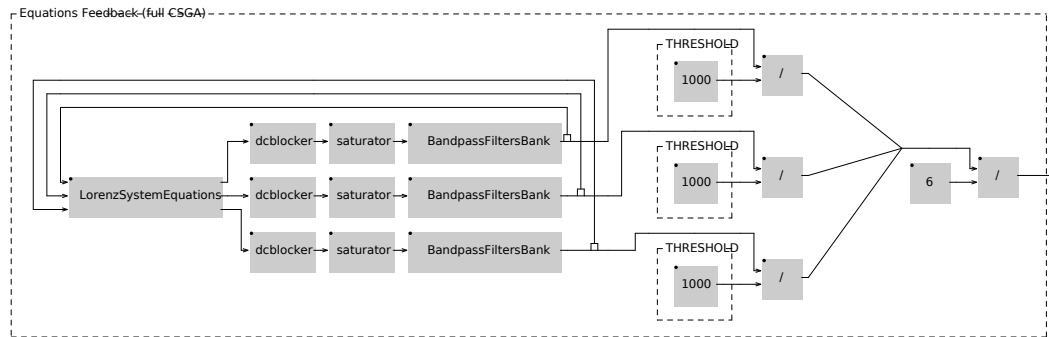 Equations Feedback (full CSGA)
THRESHOLD
1000
/
dcblocker
saturator
BandpassFiltersBank
THRESHOLD
1000
/
6
/
LorenzSystemEquations
dcblocker
saturator
BandpassFiltersBank
dcblocker
saturator
BandpassFiltersBank
THRESHOLD
1000
/